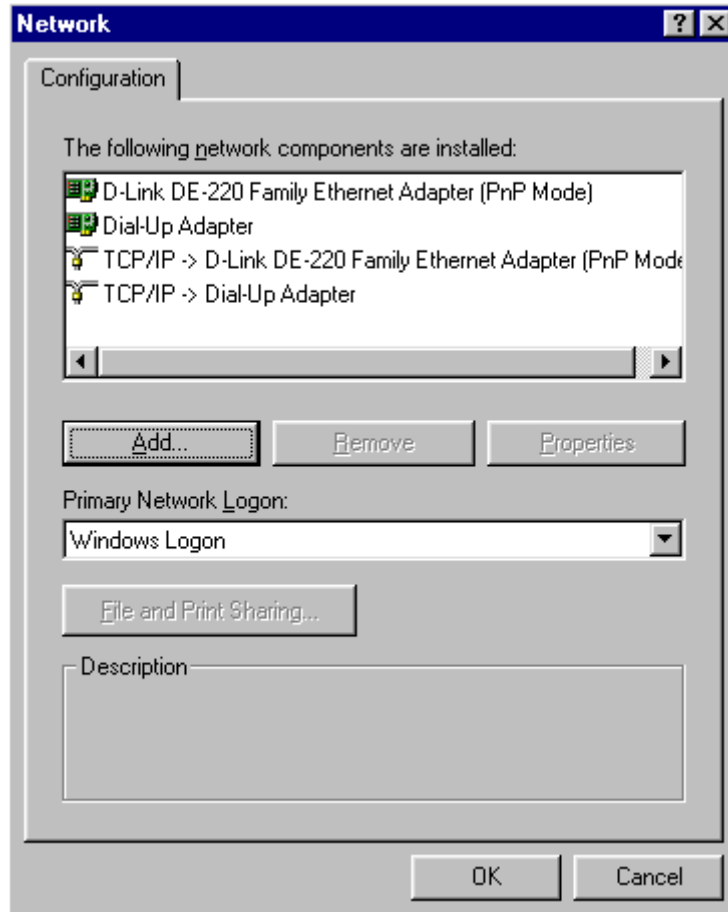 Network
Configuration
The following network components are installed:
D-Link DE-220 Family Ethernet Adapter (PnP Mode)
Dial-Up Adapter
TCP/IP -> D-Link DE-220 Family Ethernet Adapter (PnP Mode
TCP/IP -> Dial-Up Adapter
Add... Remove Properties
Primary Network Logon:
Windows Logon
File and Print Sharing...
Description
OK Cancel